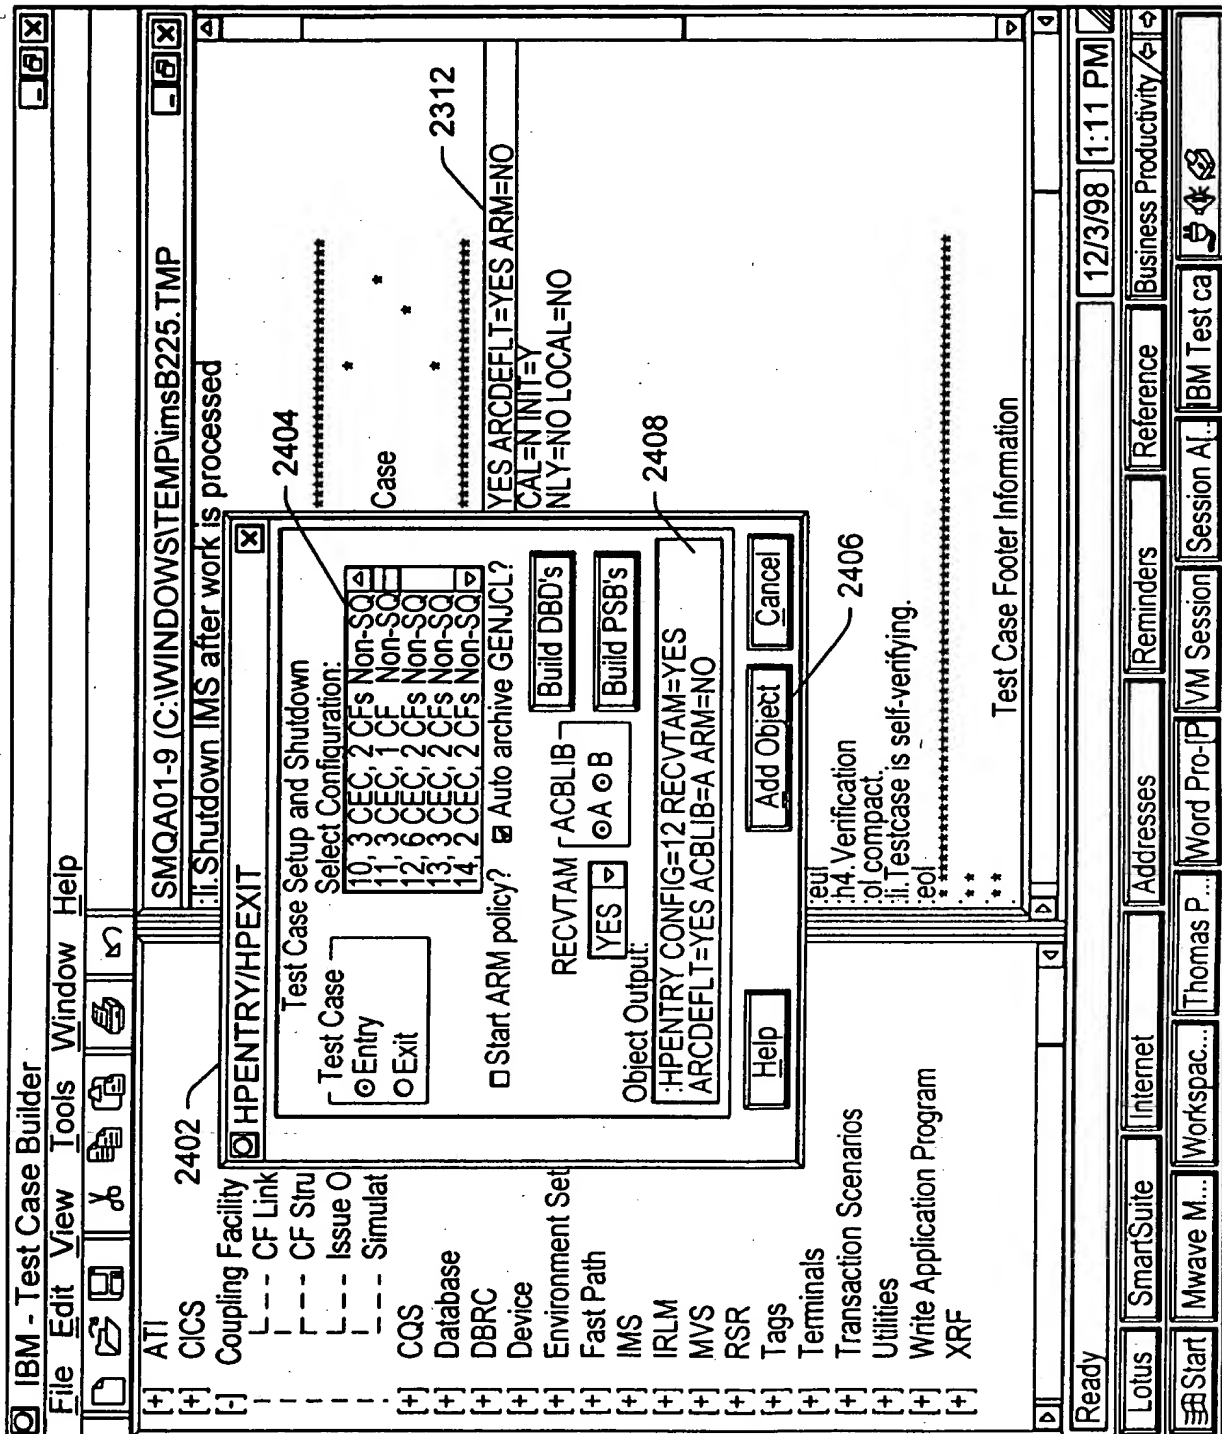 IBM - Test Case Builder
File Edit View Tools Window Help
2402
[+] ATI
[+] CICS
[-] Coupling Facility
CF Link
CF Stru
Issue O
Simulat
[+] CQS
[+] Database
[+] DBRC
[+] Device
[+] Environment Set
[+] Fast Path
[+] IMS
[+] IRLM
[+] MVS
[+] RSR
[+] Tags
[+] Terminals
[+] Transaction Scenarios
[+] Utilities
[+] Write Application Program
[+] XRF
SMQA01-9 (C:\WINDOWS\TEMP\imsB225.TMP
:li.Shutdown IMS after work is processed
Case
YES ARCDEFLT=YES ARM=NO
2312
CAL=N INIT=Y
NLY=NO LOCAL=NO
HPENTRY/HPEXIT
Test Case Setup and Shutdown
2404
Test Case
Entry
Exit
Select Configuration:
10, 3 CEC, 2 CFs Non-SQ
11, 3 CEC, 1 CF Non-SQ
12, 6 CEC, 2 CFs Non-SQ
13, 3 CEC, 2 CFs Non-SQ
14, 2 CEC, 2 CFs Non-SQ
Start ARM policy?
Auto archive GENJCL?
RECVTAM
YES
ACBLIB
A B
Build DBD's
Build PSB's
Object Output:
:HPENTRY CONFIG=12 RECVTAM=YES
ARCDEFLT=YES ACBLIB=A ARM=NO
2408
Help
Add Object
Cancel
2406
:eul
:h4.Verification
:ol compact.
:li.Testcase is self-verifying.
:eol
.**
.**
Test Case Footer Information
Ready
12/3/98 1:11 PM
Lotus SmartSuite Internet Addresses Reminders Reference Business Productivity
Start Mwave M... Workspac... Thomas P... Word Pro-[P VM Session Session A[.. IBM Test ca